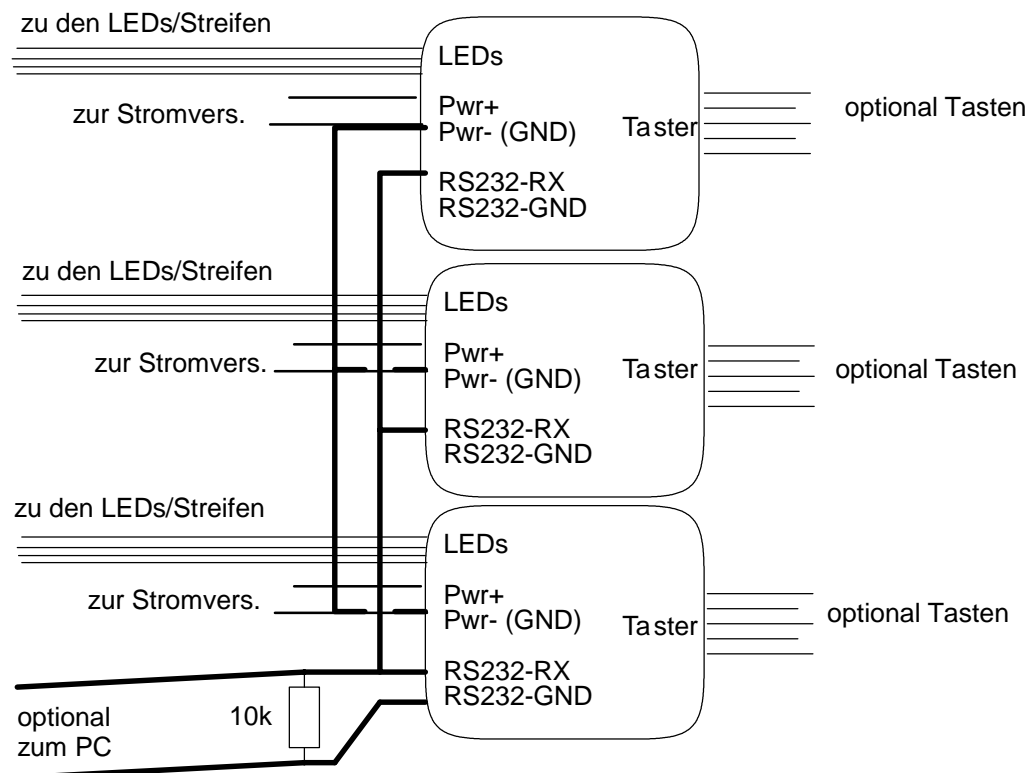 zu den LEDs/Streifen
LEDs
zur Stromvers.
Pwr+
Pwr- (GND)
Taster
optional Tasten
RS232-RX
RS232-GND
zu den LEDs/Streifen
LEDs
zur Stromvers.
Pwr+
Pwr- (GND)
Taster
optional Tasten
RS232-RX
RS232-GND
zu den LEDs/Streifen
LEDs
zur Stromvers.
Pwr+
Pwr- (GND)
Taster
optional Tasten
RS232-RX
RS232-GND
optional
zum PC
10k